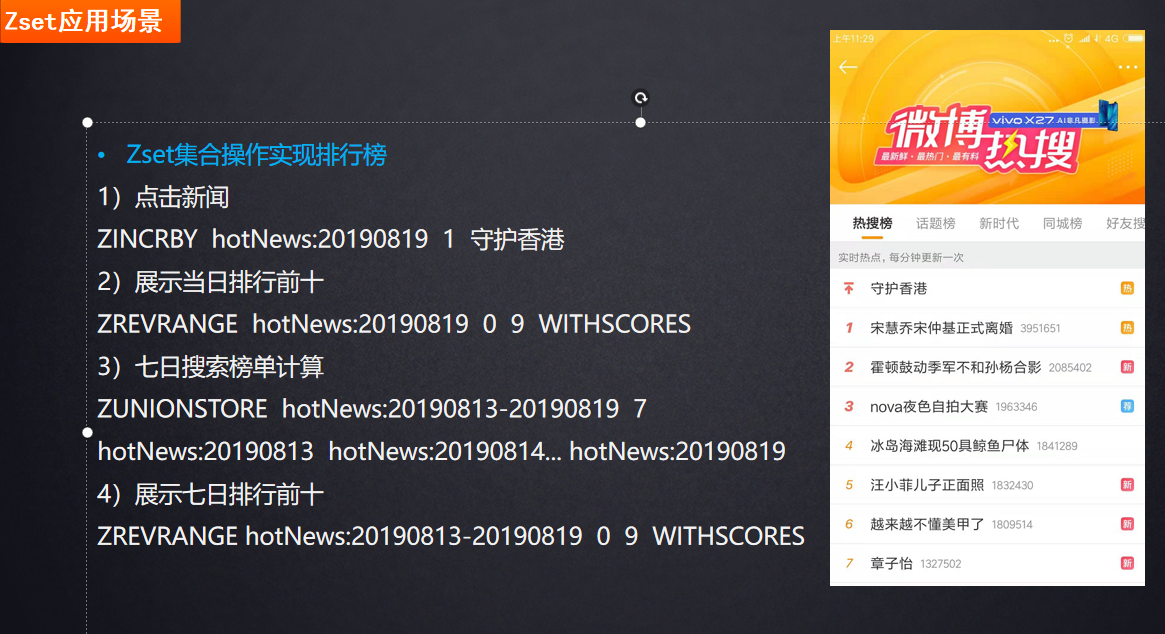 Zset应用场景
• Zset集合操作实现排行榜
1）点击新闻
ZINCRBY hotNews:20190819 1 守护香港
2）展示当日排行前十
ZREVRANGE hotNews:20190819 0 9 WITHSCORES
3）七日搜索榜单计算
ZUNIONSTORE hotNews:20190813-20190819 7
hotNews:20190813 hotNews:20190814... hotNews:20190819
4）展示七日排行前十
ZREVRANGE hotNews:20190813-20190819 0 9 WITHSCORES
上午11:29 4G
微博热搜
vivo X27 AI非凡摄影
最新鲜·最热门·最有料
热搜榜 话题榜 新时代 同城榜 好友搜
实时热点，每分钟更新一次
守护香港 热
1 宋慧乔宋仲基正式离婚 3951651 热
2 霍顿鼓动季军不和孙杨合影 2085402 新
3 nova夜色自拍大赛 1963346 荐
4 冰岛海滩现50具鲸鱼尸体 1841289
5 汪小菲儿子正面照 1832430 新
6 越来越不懂美甲了 1809514 新
7 章子怡 1327502 新